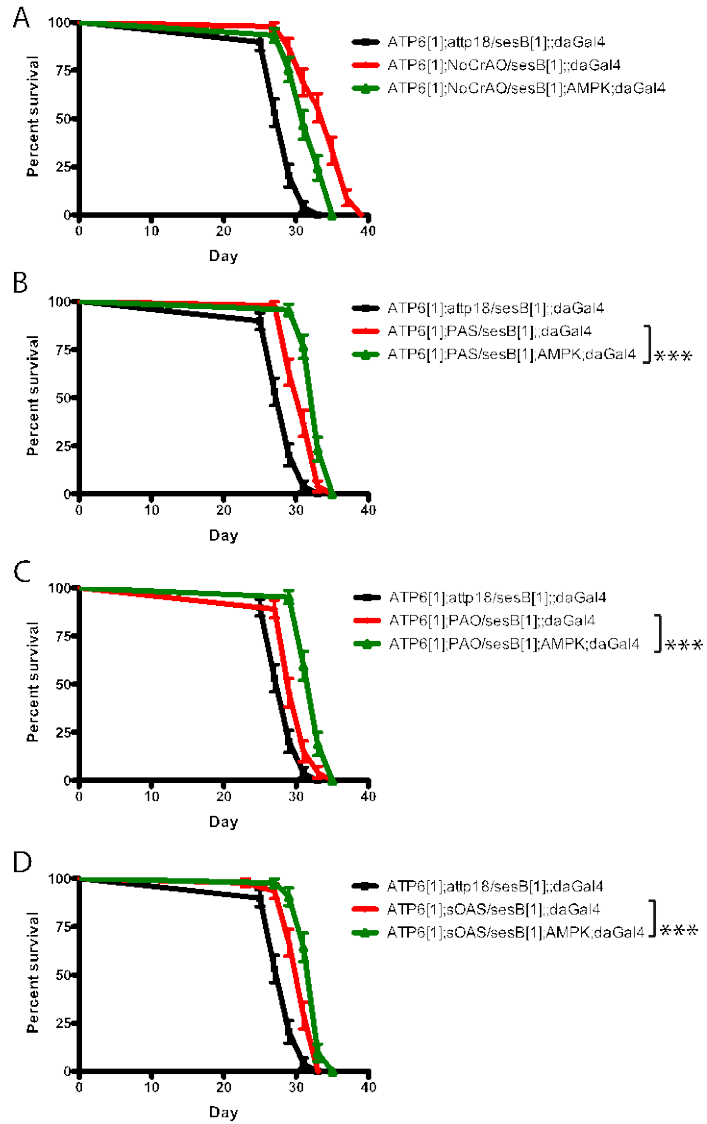 A
ATP6[1];attp18/sesB[1];;daGal4
ATP6[1];NoCrAO/sesB[1];;daGal4
ATP6[1];NoCrAO/sesB[1];AMPK;daGal4
Percent survival
100
75
50
25
0
0 10 20 30 40
Day
B
ATP6[1];attp18/sesB[1];;daGal4
ATP6[1];PAS/sesB[1];;daGal4
ATP6[1];PAS/sesB[1],AMPK;daGal4
***
Percent survival
100
75
50
25
0
0 10 20 30 40
Day
C
ATP6[1];attp18/sesB[1];;daGal4
ATP6[1];PAO/sesB[1];;daGal4
ATP6[1];PAO/sesB[1];AMPK;daGal4
***
Percent survival
100
75
50
25
0
0 10 20 30 40
Day
D
ATP6[1];attp18/sesB[1];;daGal4
ATP6[1];sOAS/sesB[1];;daGal4
ATP6[1];sOAS/sesB[1];AMPK;daGal4
***
Percent survival
100
75
50
25
0
0 10 20 30 40
Day